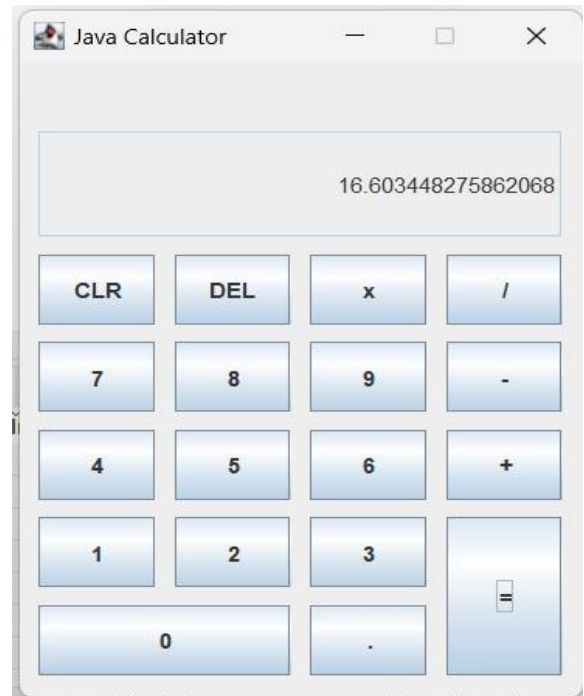 Java Calculator
16.603448275862068
CLR DEL x /
7 8 9 -
4 5 6 +
1 2 3
=
0 .